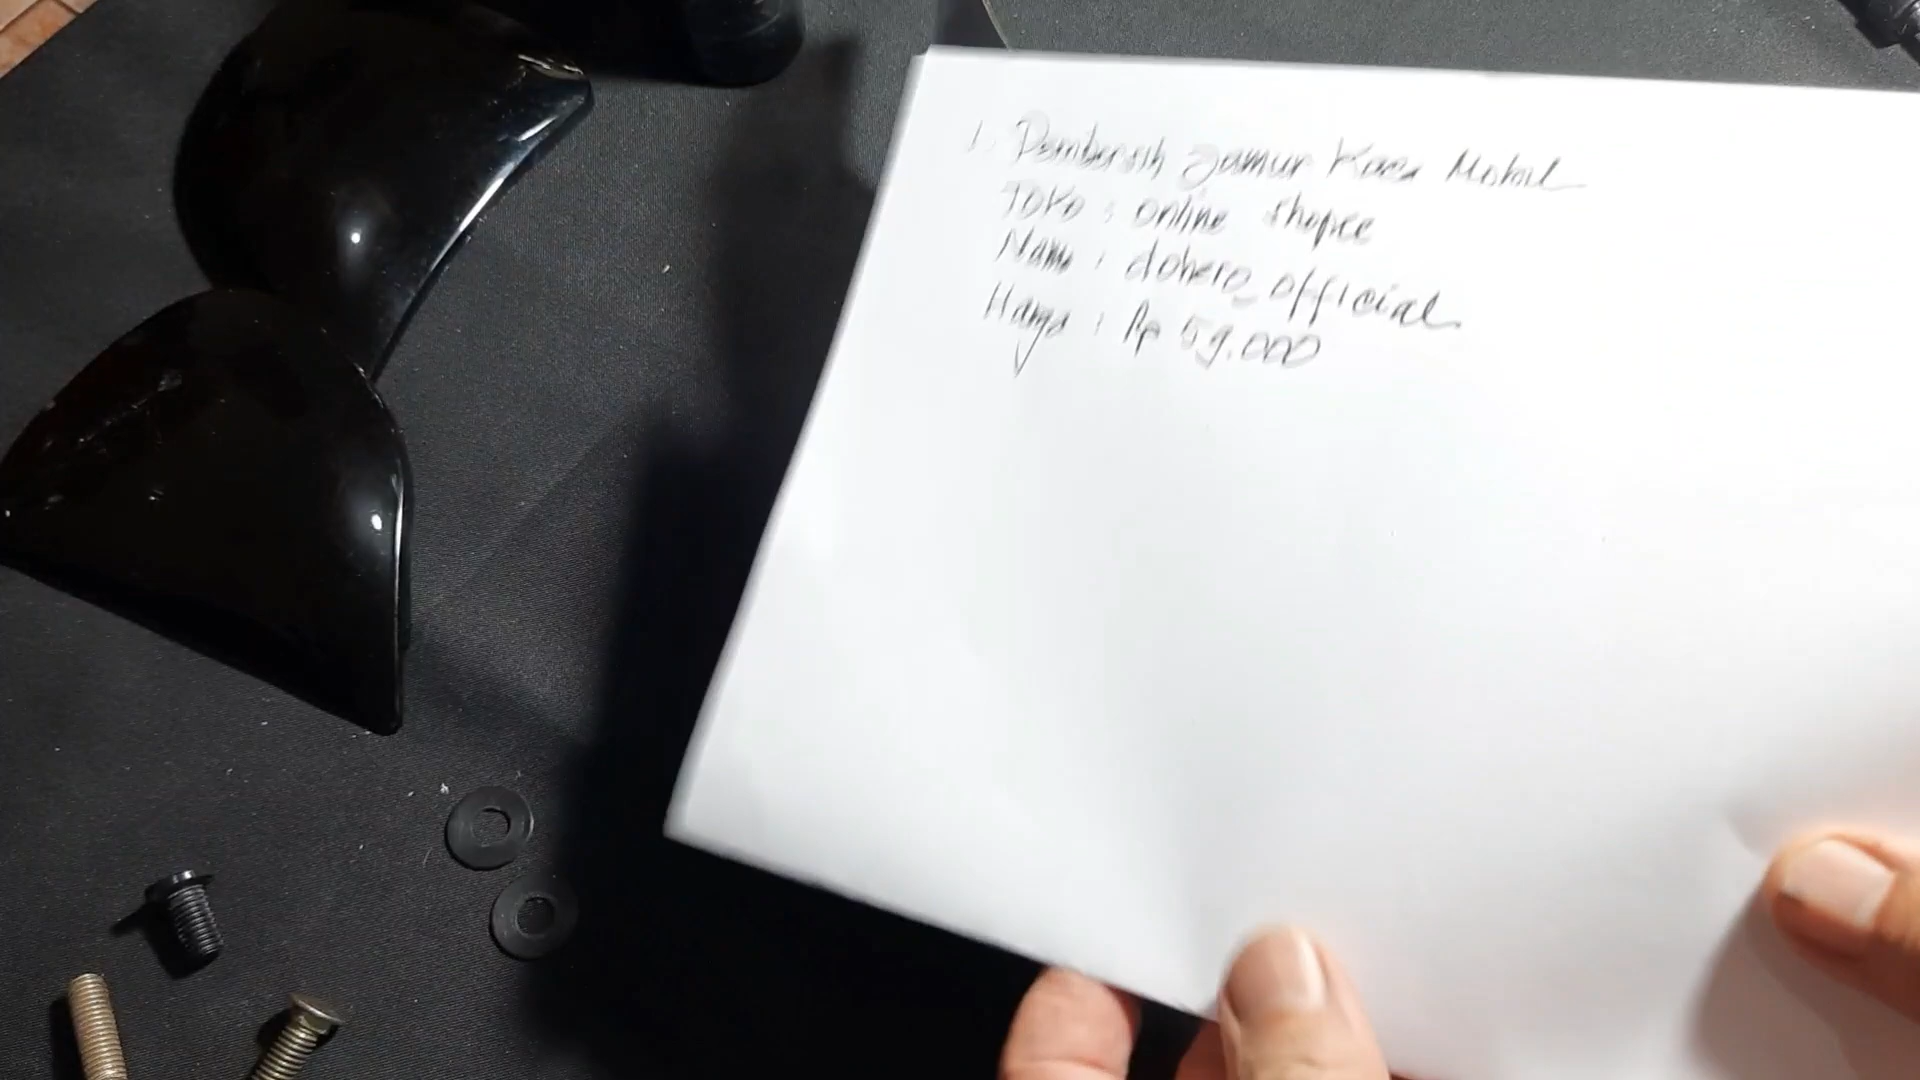 1. Pembersih Jamur Kaca Mobil
Toko : online shopee
Nama : dohero_official
Harga : Rp 59.000